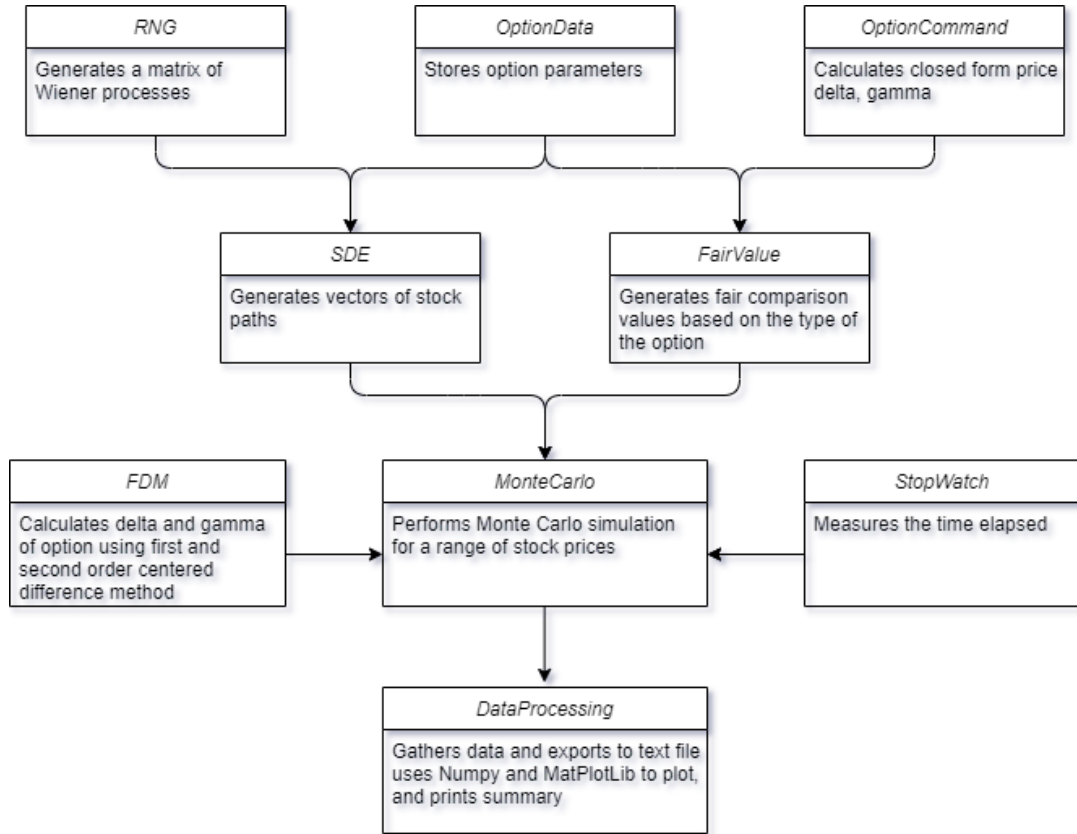 RNG
Generates a matrix of
Wiener processes
OptionData
Stores option parameters
OptionCommand
Calculates closed form price
delta, gamma
SDE
Generates vectors of stock
paths
FairValue
Generates fair comparison
values based on the type of
the option
FDM
Calculates delta and gamma
of option using first and
second order centered
difference method
MonteCarlo
Performs Monte Carlo simulation
for a range of stock prices
StopWatch
Measures the time elapsed
DataProcessing
Gathers data and exports to text file
uses Numpy and MatPlotLib to plot,
and prints summary